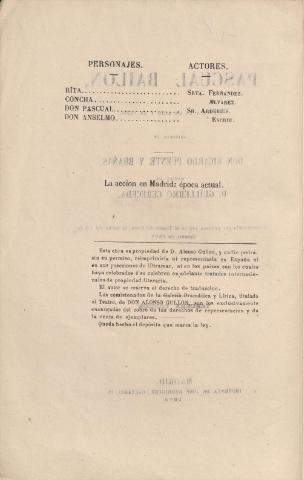 PERSONAJES. ACTORES.
RITA. Srta. Fernandez.
CONCHA. Alvarez.
DON PASCUAL. Sr. Arderius.
DON ANSELMO. Escriu.
La accion en Madrid: época actual.
Esta obra es propiedad de D. Alonso Gullon, y nadie podrá,
sin su permiso, reimprimirla ni representarla en España ni
en sus posesiones de Ultramar, ni en los países con los cuales
haya celebrados ó se celebren en adelante tratados internacio-
nales de propiedad literaria.
El autor se reserva el derecho de traduccion.
Los comisionados de la Galería Dramática y Lírica, titulada
el Teatro, de DON ALONSO GULLON, son los exclusivamente
encargados del cobro de los derechos de representacion y de
la venta de ejemplares.
Queda hecho el depósito que marca la ley.